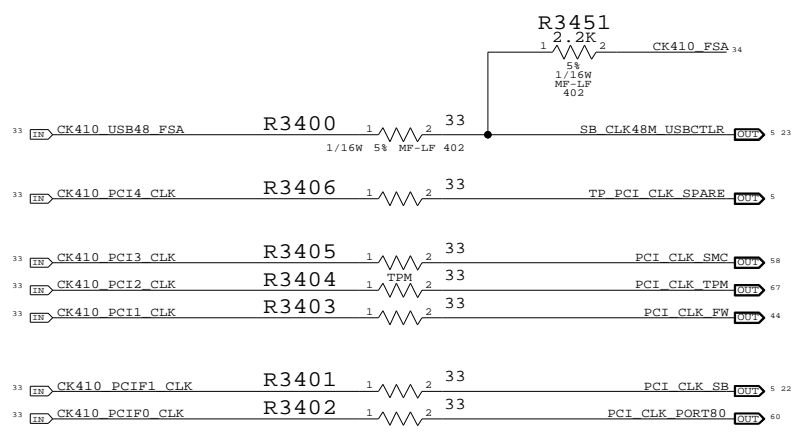 R3451
2.2K
1 2 CK410_FSA 34
5%
1/16W
MF-LF
402
33 IN CK410_USB48_FSA R3400 1 2 33 SB_CLK48M_USBCTLR OUT 5 23
1/16W 5% MF-LF 402
33 IN CK410_PCI4_CLK R3406 1 2 33 TP_PCI_CLK_SPARE OUT 5
33 IN CK410_PCI3_CLK R3405 1 2 33 PCI_CLK_SMC OUT 58
TPM
33 IN CK410_PCI2_CLK R3404 1 2 33 PCI_CLK_TPM OUT 67
33 IN CK410_PCI1_CLK R3403 1 2 33 PCI_CLK_FW OUT 44
33 IN CK410_PCIF1_CLK R3401 1 2 33 PCI_CLK_SB OUT 5 22
33 IN CK410_PCIF0_CLK R3402 1 2 33 PCI_CLK_PORT80 OUT 60